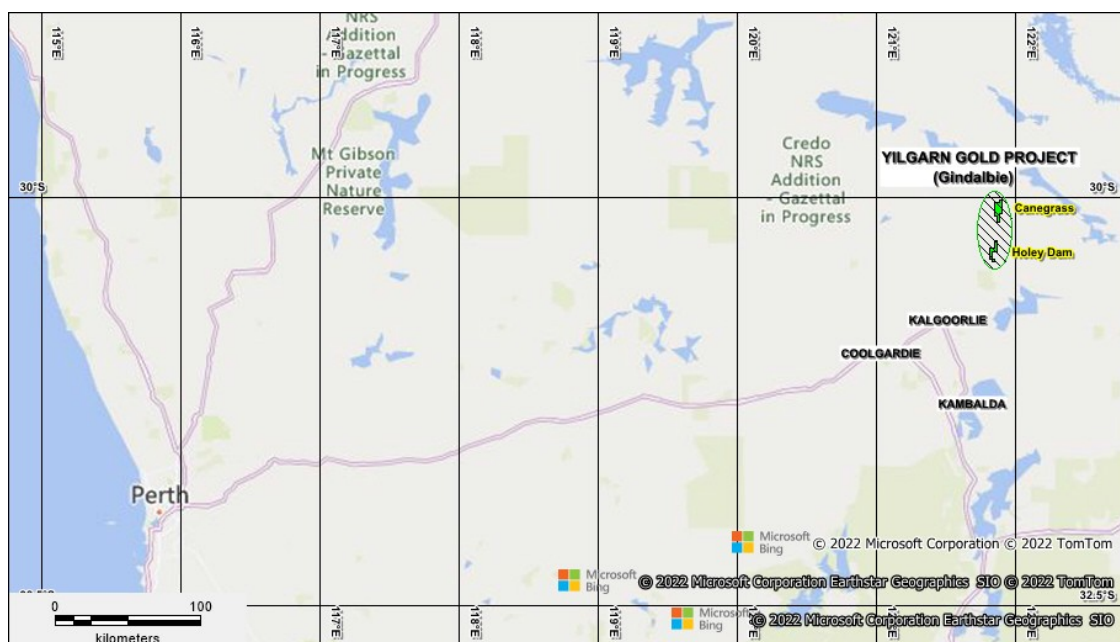 115°E
116°E
117°E
118°E
119°E
120°E
121°E
122°E
NRS
Addition
- Gazettal
in Progress
Mt Gibson
Private
Nature
Reserve
Credo
NRS
Addition
- Gazettal
in Progress
YILGARN GOLD PROJECT
(Gindalbie)
30°S
30°S
Canegrass
Holey Dam
KALGOORLIE
COOLGARDIE
KAMBALDA
Perth
Microsoft
Bing
© 2022 Microsoft Corporation © 2022 TomTom
Microsoft
Bing
© 2022 Microsoft Corporation Earthstar Geographics SIO © 2022 TomTom
32.5°S
0 100
kilometers
117°E
118°E
119°E
Microsoft
Bing
© 2022 Microsoft Corporation Earthstar Geographics SIO